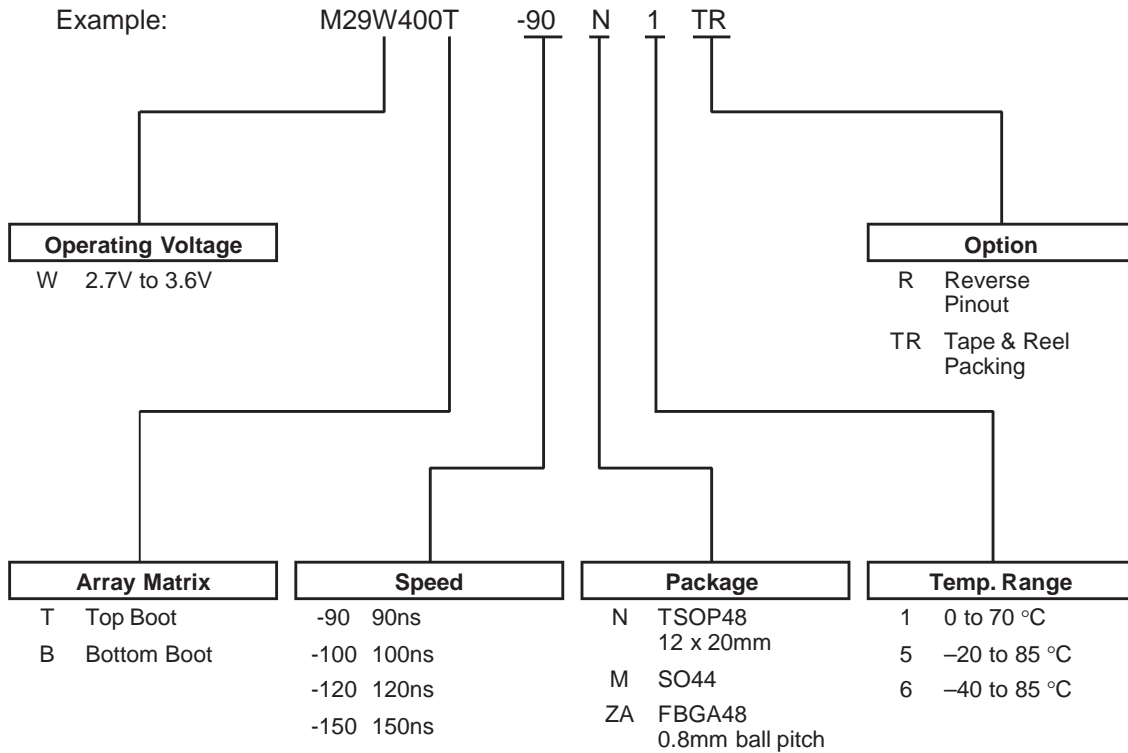 Example: M29W400T -90 N 1 TR
Operating Voltage
W 2.7V to 3.6V
Option
R Reverse
Pinout
TR Tape & Reel
Packing
Array Matrix
T Top Boot
B Bottom Boot
Speed
-90 90ns
-100 100ns
-120 120ns
-150 150ns
Package
N TSOP48
12 x 20mm
M SO44
ZA FBGA48
0.8mm ball pitch
Temp. Range
1 0 to 70 °C
5 –20 to 85 °C
6 –40 to 85 °C